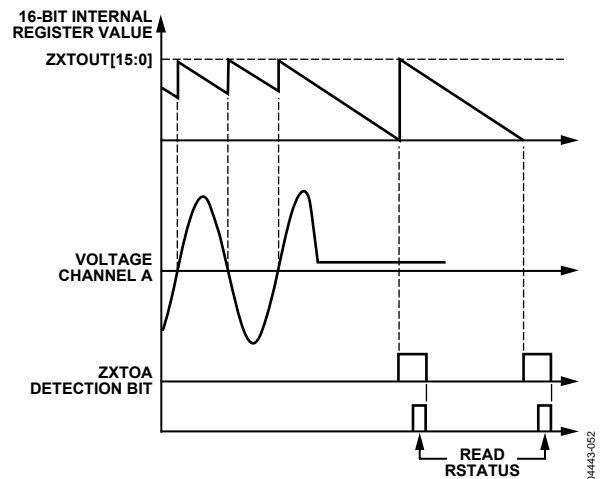 16-BIT INTERNAL
REGISTER VALUE
ZXTOUT[15:0]
VOLTAGE
CHANNEL A
ZXTOA
DETECTION BIT
READ
RSTATUS
04443-052